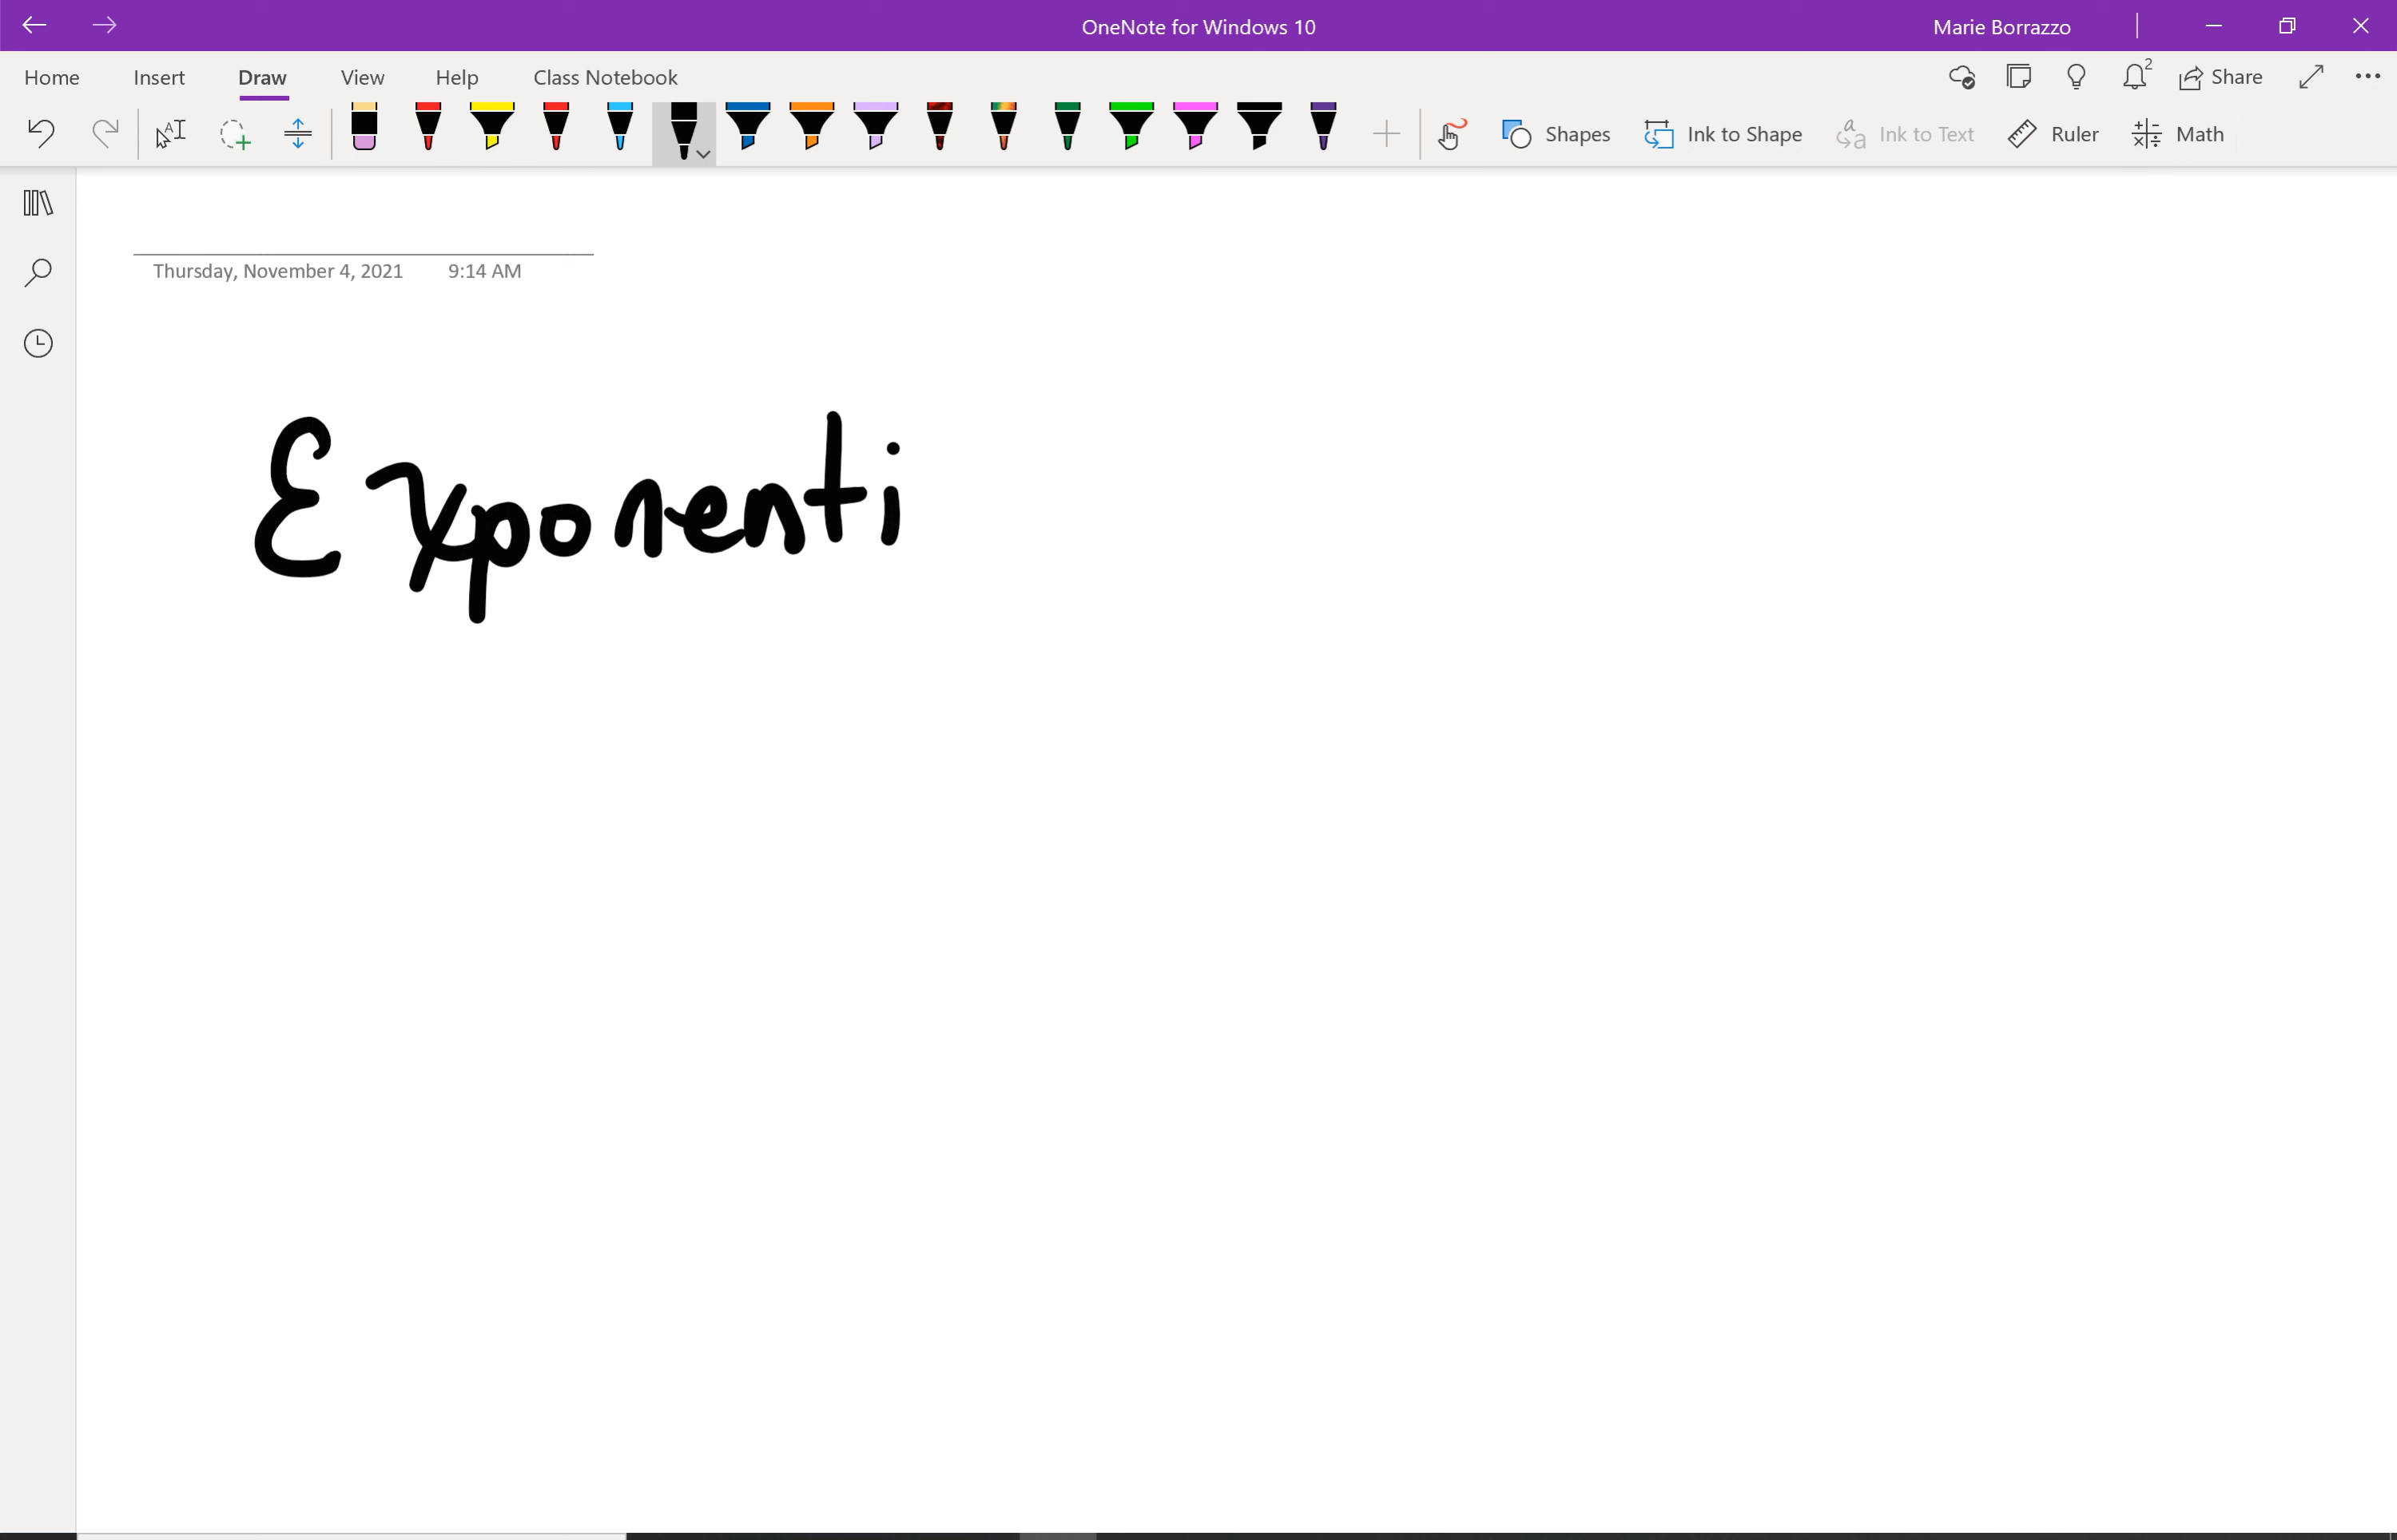 OneNote for Windows 10 Marie Borrazzo
Home Insert Draw View Help Class Notebook 2 Share
Shapes Ink to Shape Ink to Text Ruler Math
Thursday, November 4, 2021 9:14 AM
Exponenti